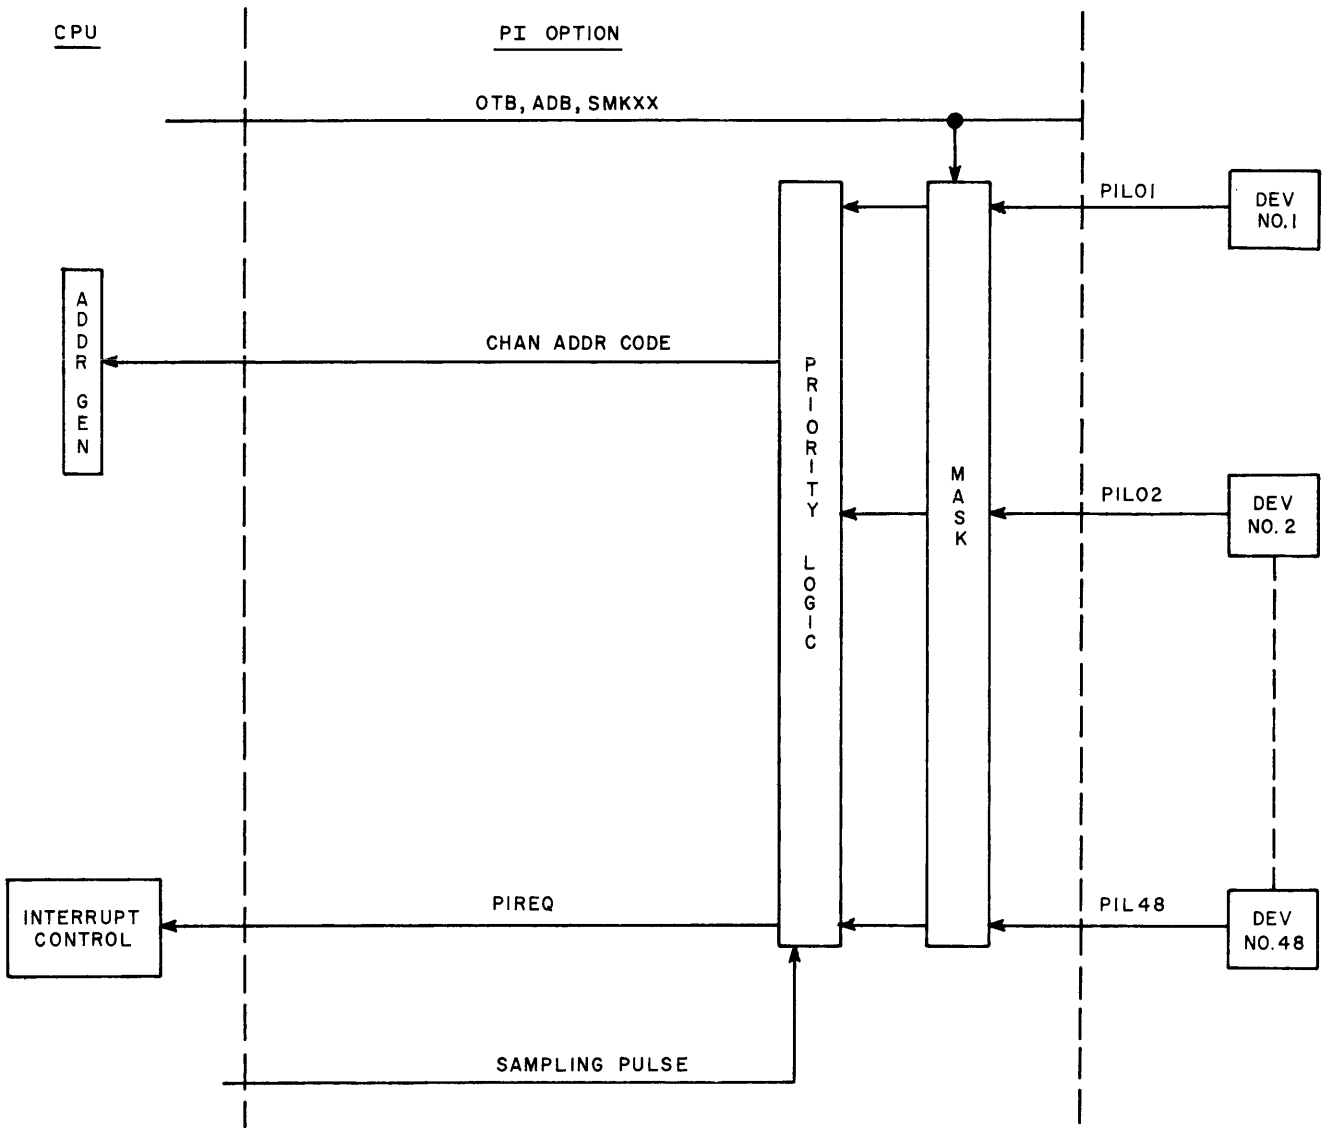 CPU
PI OPTION
OTB, ADB, SMKXX
PIL01
DEV
NO. 1
ADDR GEN
CHAN ADDR CODE
PRIORITY LOGIC
MASK
PIL02
DEV
NO. 2
INTERRUPT
CONTROL
PIREQ
PIL48
DEV
NO. 48
SAMPLING PULSE